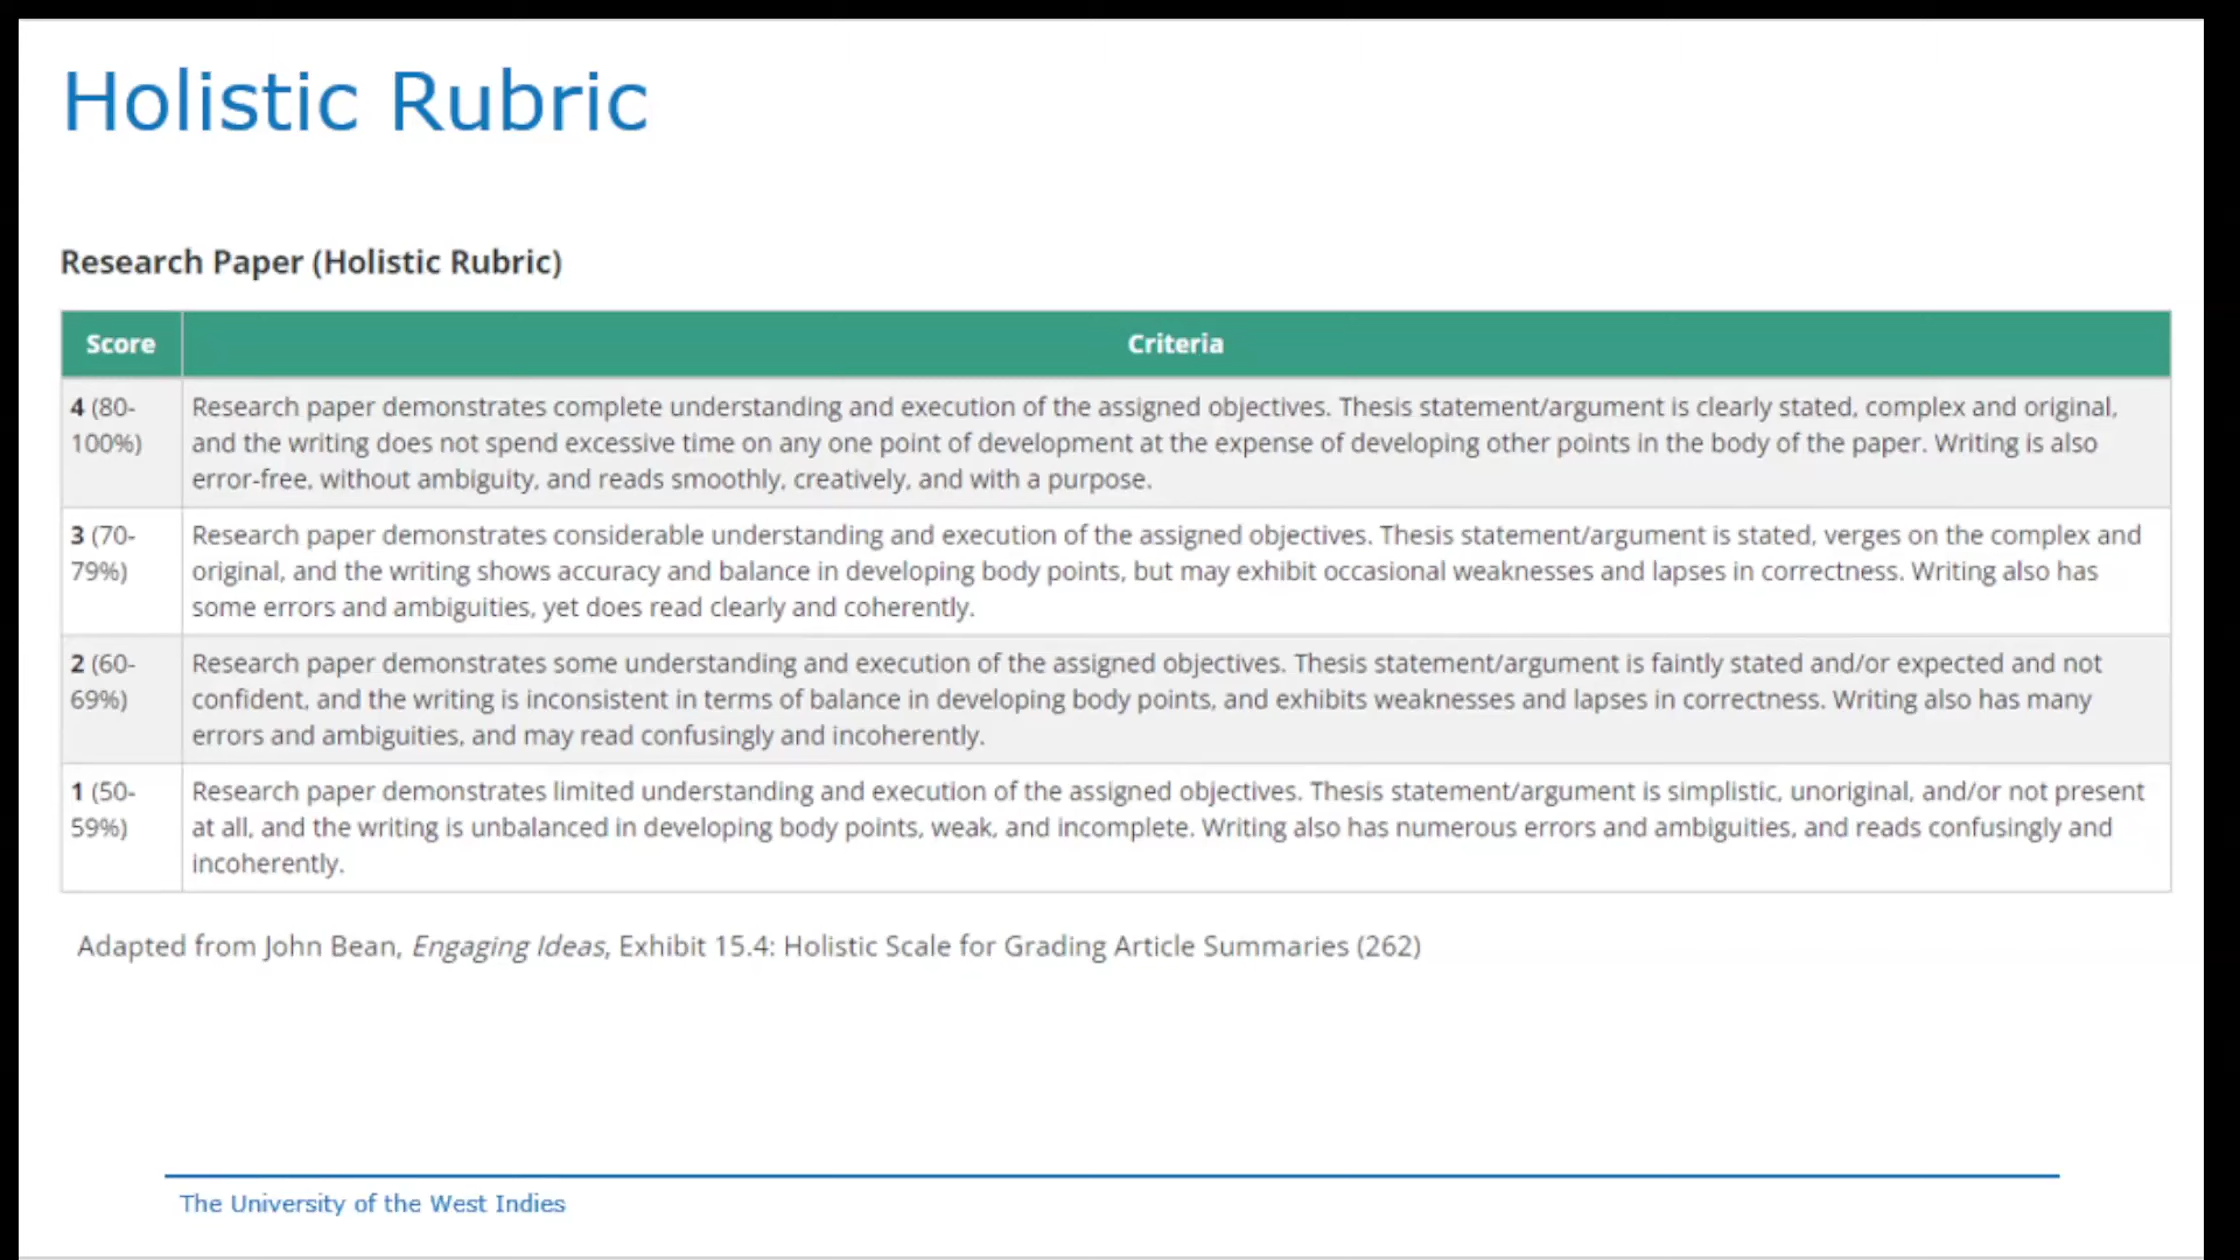 Holistic Rubric
Research Paper (Holistic Rubric)
Score
Criteria
4 (80-
100%)
Research paper demonstrates complete understanding and execution of the assigned objectives. Thesis statement/argument is clearly stated, complex and original,
and the writing does not spend excessive time on any one point of development at the expense of developing other points in the body of the paper. Writing is also
error-free, without ambiguity, and reads smoothly, creatively, and with a purpose.
3 (70-
79%)
Research paper demonstrates considerable understanding and execution of the assigned objectives. Thesis statement/argument is stated, verges on the complex and
original, and the writing shows accuracy and balance in developing body points, but may exhibit occasional weaknesses and lapses in correctness. Writing also has
some errors and ambiguities, yet does read clearly and coherently.
2 (60-
69%)
Research paper demonstrates some understanding and execution of the assigned objectives. Thesis statement/argument is faintly stated and/or expected and not
confident, and the writing is inconsistent in terms of balance in developing body points, and exhibits weaknesses and lapses in correctness. Writing also has many
errors and ambiguities, and may read confusingly and incoherently.
1 (50-
59%)
Research paper demonstrates limited understanding and execution of the assigned objectives. Thesis statement/argument is simplistic, unoriginal, and/or not present
at all, and the writing is unbalanced in developing body points, weak, and incomplete. Writing also has numerous errors and ambiguities, and reads confusingly and
incoherently.
Adapted from John Bean, Engaging Ideas, Exhibit 15.4: Holistic Scale for Grading Article Summaries (262)
The University of the West Indies